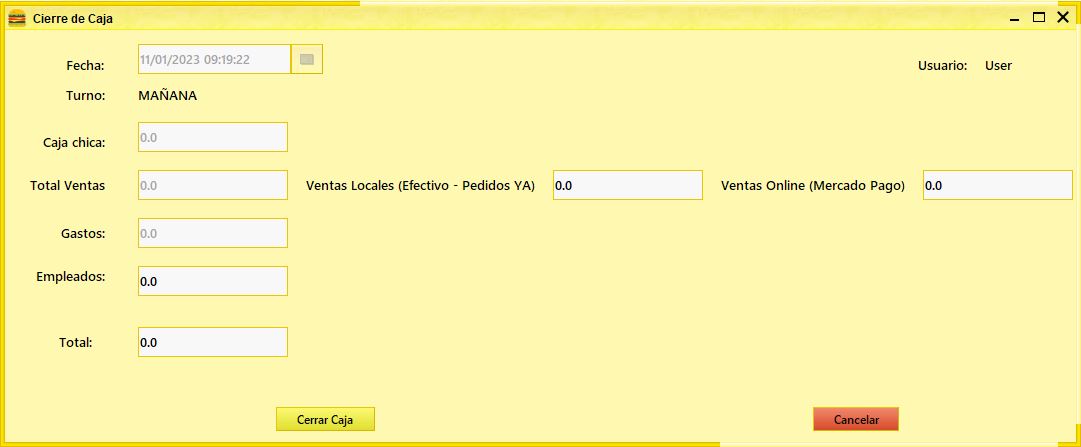 Cierre de Caja
Fecha: 11/01/2023 09:19:22 Usuario: User
Turno: MAÑANA
Caja chica: 0.0
Total Ventas 0.0 Ventas Locales (Efectivo - Pedidos YA) 0.0 Ventas Online (Mercado Pago) 0.0
Gastos: 0.0
Empleados: 0.0
Total: 0.0
Cerrar Caja Cancelar